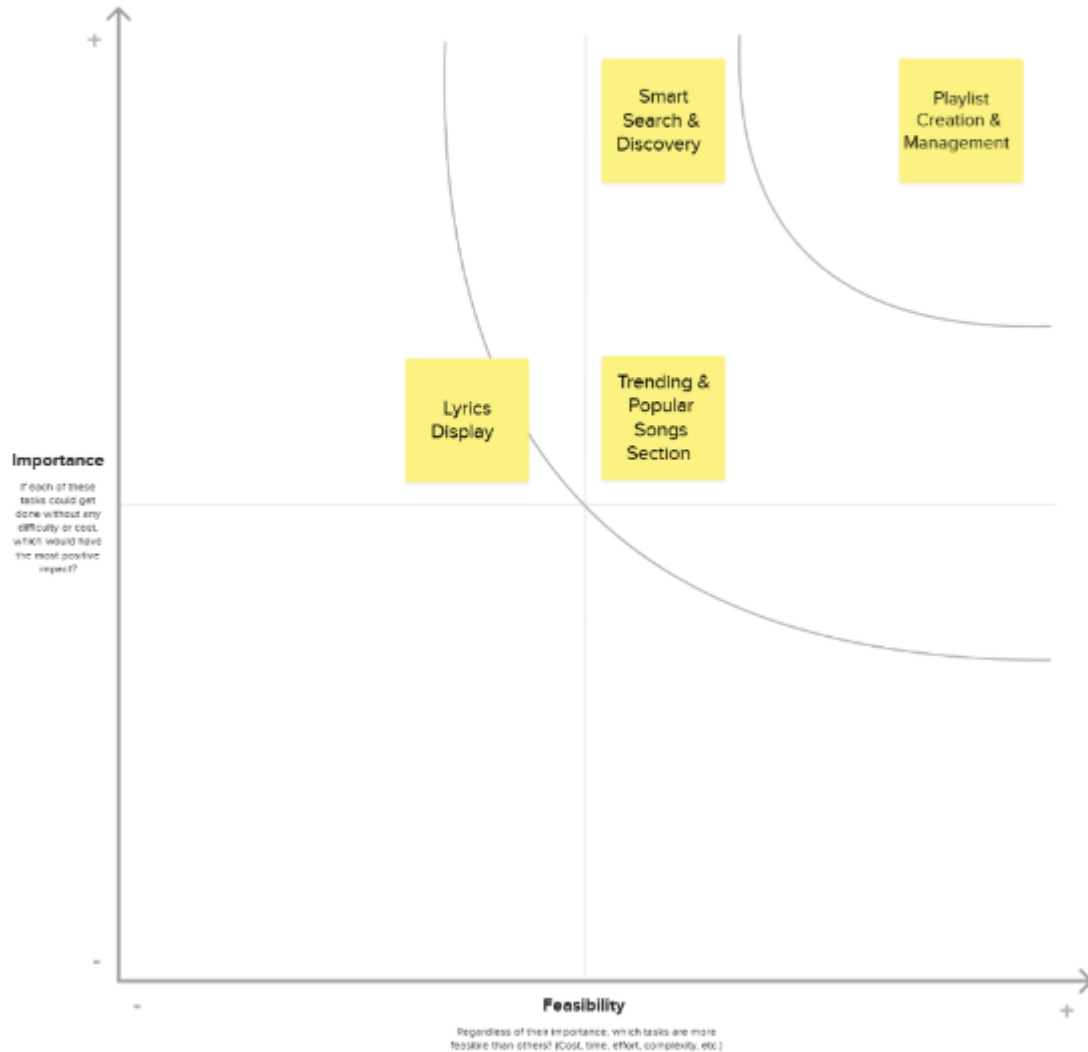 +
Smart
Search &
Discovery
Playlist
Creation &
Management
Lyrics
Display
Trending &
Popular
Songs
Section
Importance
If each of these
tasks could get
done without any
difficulty or cost,
which would have
the most positive
impact?
-
-
Feasibility
+
Regardless of their importance, which tasks are more
feasible than others? (Cost, time, effort, complexity, etc.)